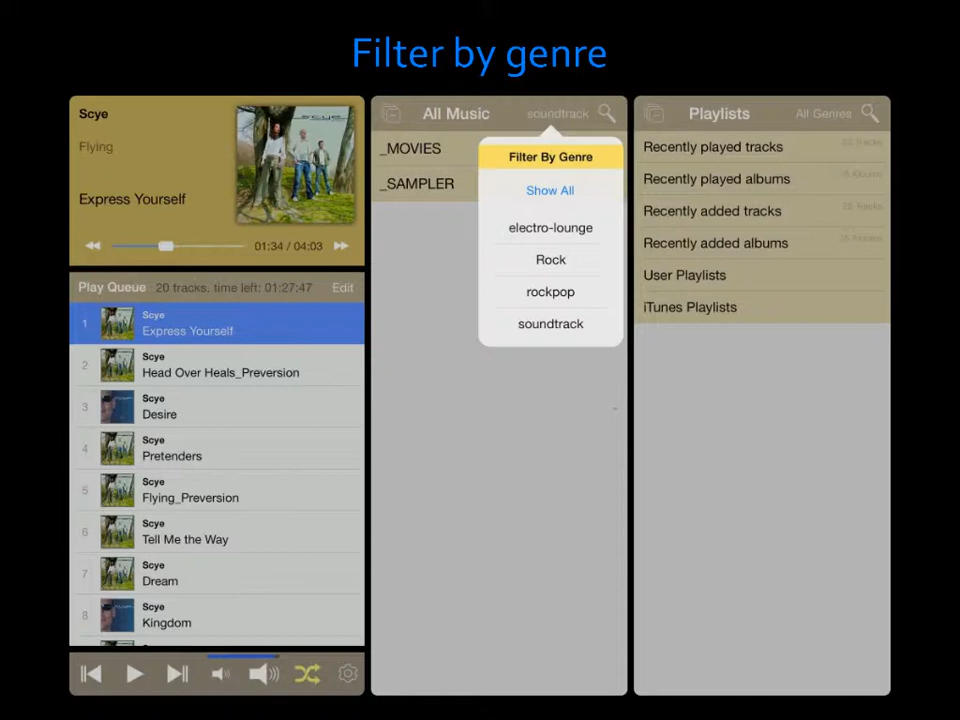 Filter by genre
Scye
Flying
Express Yourself
01:34 / 04:03
Play Queue 20 tracks, time left: 01:27:47 Edit
1 Scye
Express Yourself
2 Scye
Head Over Heals_Preversion
3 Scye
Desire
4 Scye
Pretenders
5 Scye
Flying_Preversion
6 Scye
Tell Me the Way
7 Scye
Dream
8 Scye
Kingdom
All Music soundtrack
_MOVIES
_SAMPLER
Filter By Genre
Show All
electro-lounge
Rock
rockpop
soundtrack
Playlists All Genres
Recently played tracks
Recently played albums
Recently added tracks
Recently added albums
User Playlists
iTunes Playlists